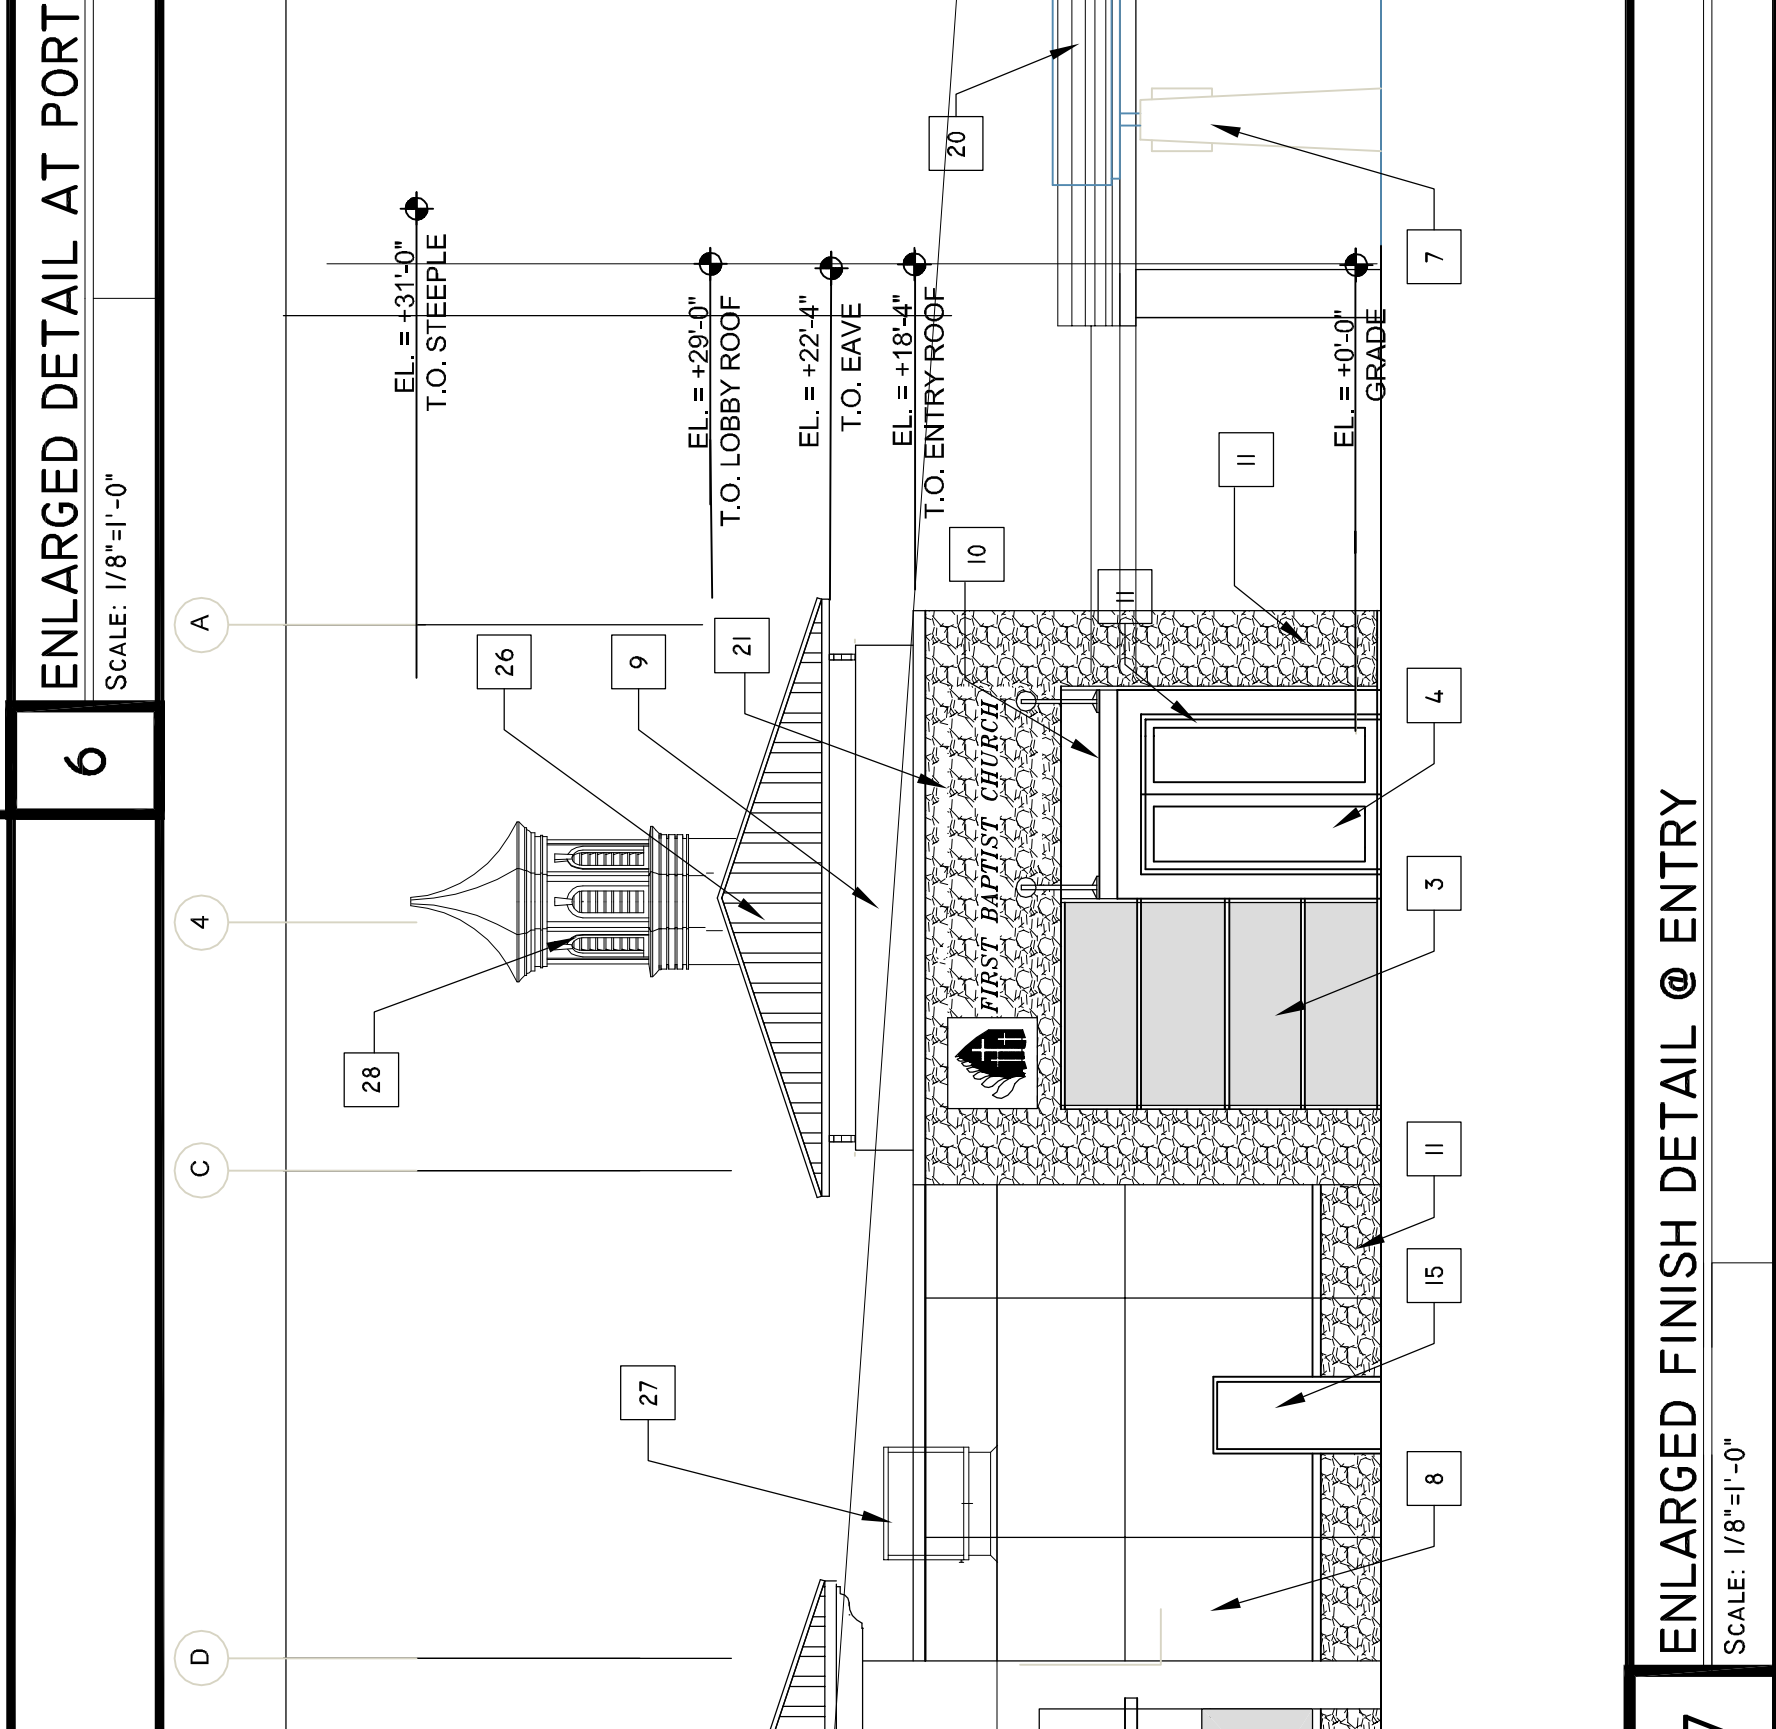 ENLARGED DETAIL AT PORT
SCALE: 1/8"=1'-0"
6
A
4
C
D
EL. = +31'-0"
T.O. STEEPLE
EL. = +29'-0"
T.O. LOBBY ROOF
EL. = +22'-4"
T.O. EAVE
EL. = +18'-4"
T.O. ENTRY ROOF
EL. = +0'-0"
GRADE
28
26
9
21
27
20
10
11
11
7
4
3
11
15
8
FIRST BAPTIST CHURCH
ENLARGED FINISH DETAIL @ ENTRY
SCALE: 1/8"=1'-0"
7